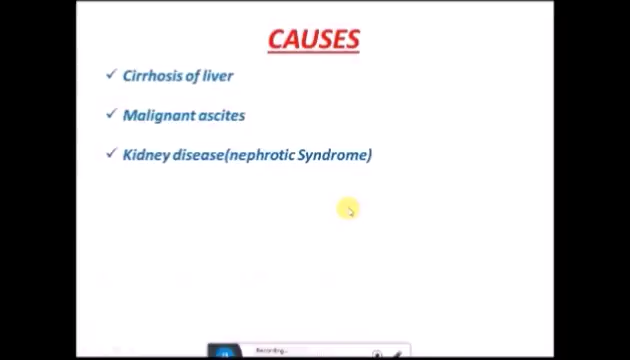 CAUSES
✓ Cirrhosis of liver
✓ Malignant ascites
✓ Kidney disease(nephrotic Syndrome)
Recording...